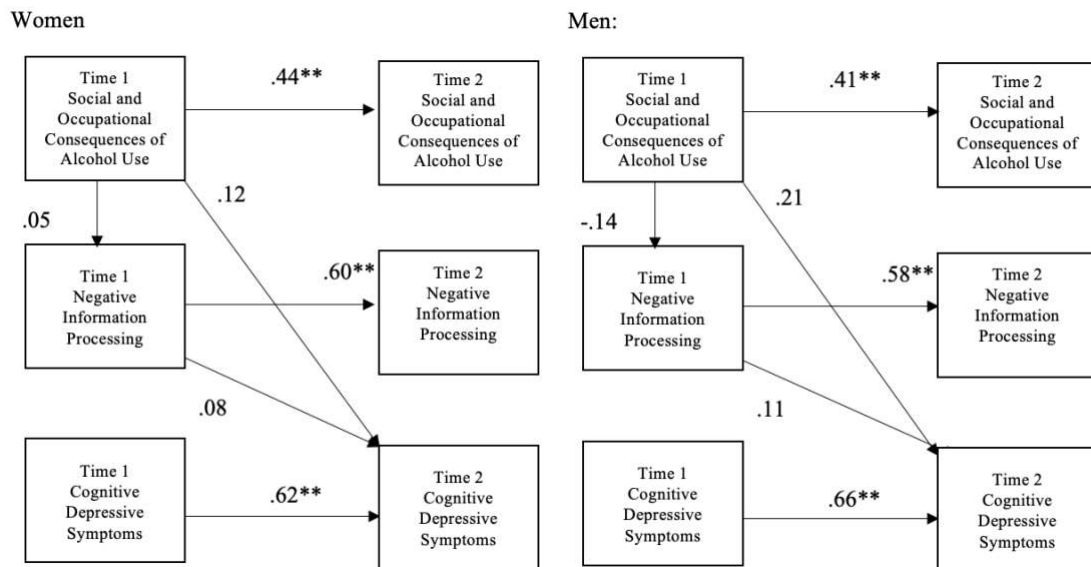 Women
Time 1
Social and
Occupational
Consequences of
Alcohol Use
.44**
Time 2
Social and
Occupational
Consequences of
Alcohol Use
.12
.05
Time 1
Negative
Information
Processing
.60**
Time 2
Negative
Information
Processing
.08
Time 1
Cognitive
Depressive
Symptoms
.62**
Time 2
Cognitive
Depressive
Symptoms
Men:
Time 1
Social and
Occupational
Consequences of
Alcohol Use
.41**
Time 2
Social and
Occupational
Consequences of
Alcohol Use
.21
-.14
Time 1
Negative
Information
Processing
.58**
Time 2
Negative
Information
Processing
.11
Time 1
Cognitive
Depressive
Symptoms
.66**
Time 2
Cognitive
Depressive
Symptoms